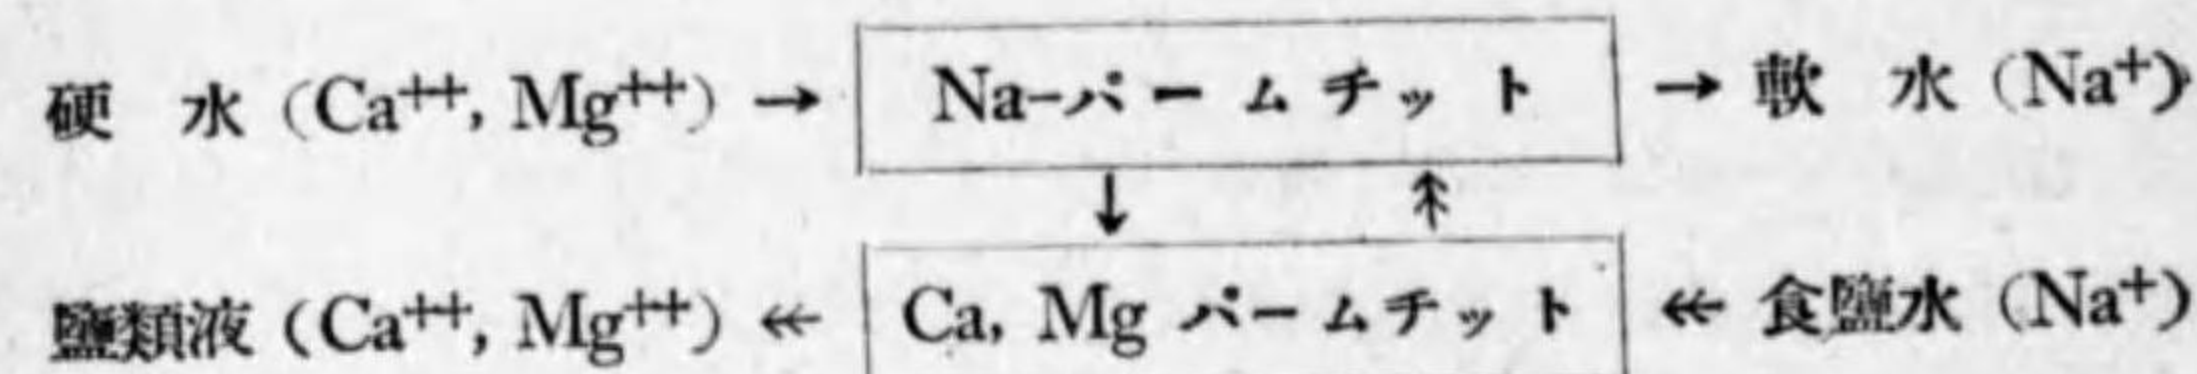 硬 水 (Ca⁺⁺, Mg⁺⁺) → Na-パームチット → 軟 水 (Na⁺)
↓ ↟
鹽類液 (Ca⁺⁺, Mg⁺⁺) ↞ Ca, Mg パームチット ↞ 食鹽水 (Na⁺)